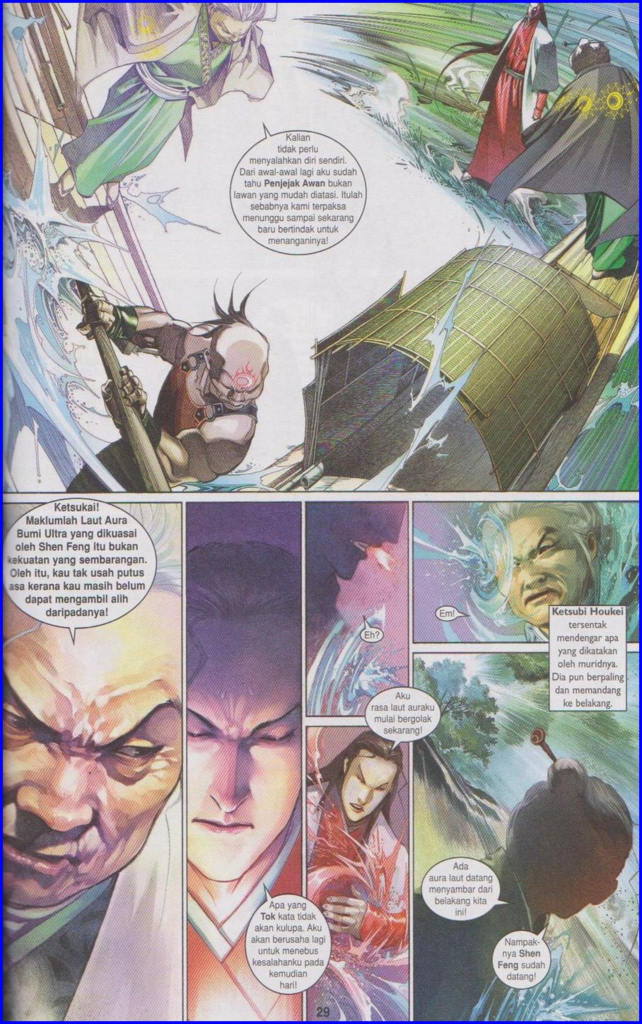 Kalian
tidak perlu
menyalahkan diri sendiri.
Dari awal-awal lagi aku sudah
tahu Penjejak Awan bukan
lawan yang mudah diatasi. Itulah
sebabnya kami terpaksa
menunggu sampai sekarang
baru bertindak untuk
menanganinya!
Ketsukai!
Maklumlah Laut Aura
Bumi Ultra yang dikuasai
oleh Shen Feng itu bukan
kekuatan yang sembarangan.
Oleh itu, kau tak usah putus
asa kerana kau masih belum
dapat mengambil alih
daripadanya!
Apa yang
Tok kata tidak
akan kulupa. Aku
akan berusaha lagi
untuk menebus
kesalahanku pada
kemudian
hari!
Eh?
Aku
rasa laut auraku
mulai bergolak
sekarang!
Em!
Ketsubi Houkei
tersentak
mendengar apa
yang dikatakan
oleh muridnya.
Dia pun berpaling
dan memandang
ke belakang.
Ada
aura laut datang
menyambar dari
belakang kita
ini!
Nampak-
nya Shen
Feng sudah
datang!
29